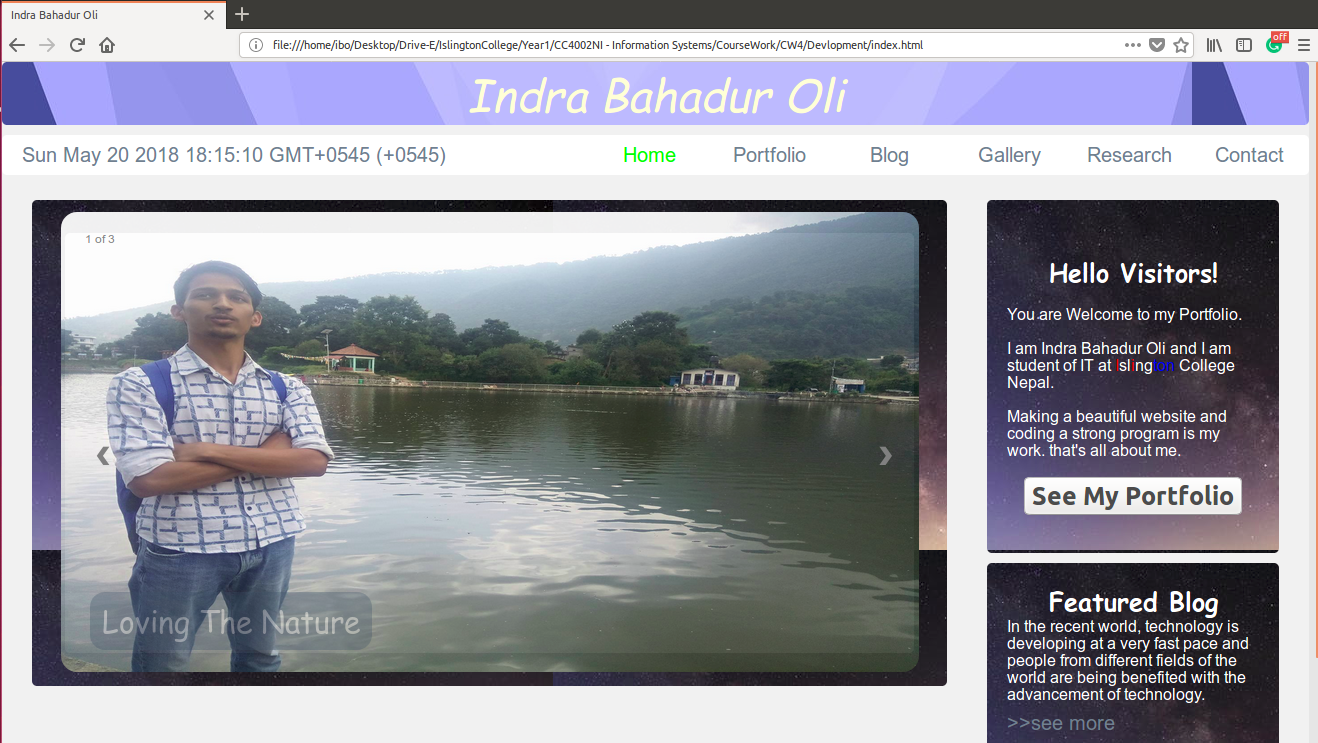 Indra Bahadur Oli
file:///home/ibo/Desktop/Drive-E/IslingtonCollege/Year1/CC4002NI - Information Systems/CourseWork/CW4/Devlopment/index.html
off
Indra Bahadur Oli
Sun May 20 2018 18:15:10 GMT+0545 (+0545)
Home Portfolio Blog Gallery Research Contact
1 of 3
Loving The Nature
Hello Visitors!
You are Welcome to my Portfolio.
I am Indra Bahadur Oli and I am
student of IT at islington College
Nepal.
Making a beautiful website and
coding a strong program is my
work. that's all about me.
See My Portfolio
Featured Blog
In the recent world, technology is
developing at a very fast pace and
people from different fields of the
world are being benefited with the
advancement of technology.
>>see more